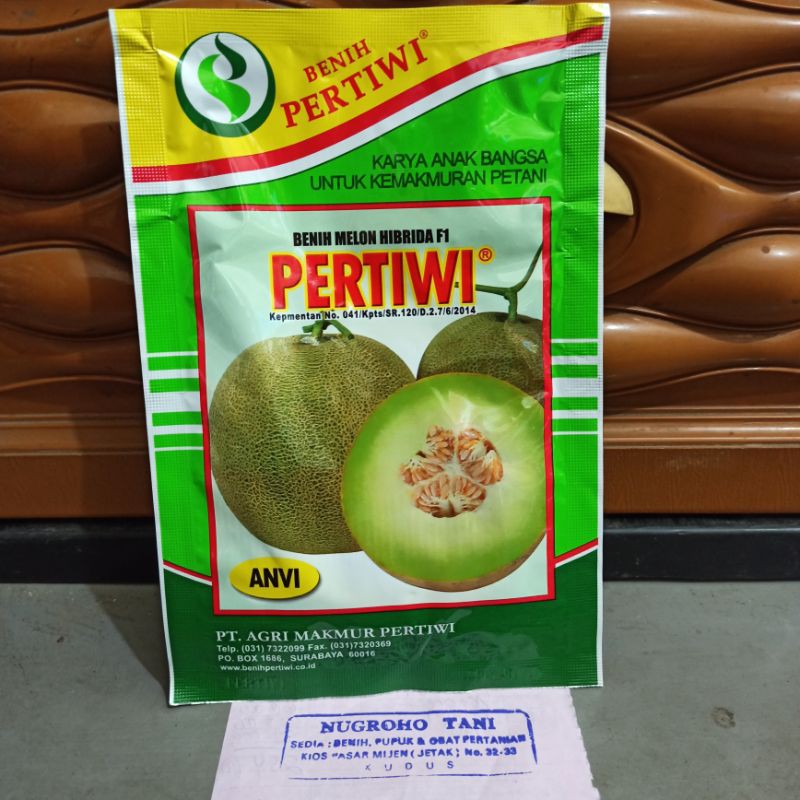 BENIH
PERTIWI®
KARYA ANAK BANGSA
UNTUK KEMAKMURAN PETANI
BENIH MELON HIBRIDA F1
PERTIWI®
Kepmentan No. 041/Kpts/SR.120/D.2.7/6/2014
ANVI
PT. AGRI MAKMUR PERTIWI
Telp. (031) 7322099 Fax. (031)7320369
PO. BOX 1686, SURABAYA 60016
www.benihpertiwi.co.id
NUGROHO TANI
SEDIA : BENIH, PUPUK & OBAT PERTANIAN
KIOS PASAR MIJEN ( JETAK ) No. 32-33
KUDUS